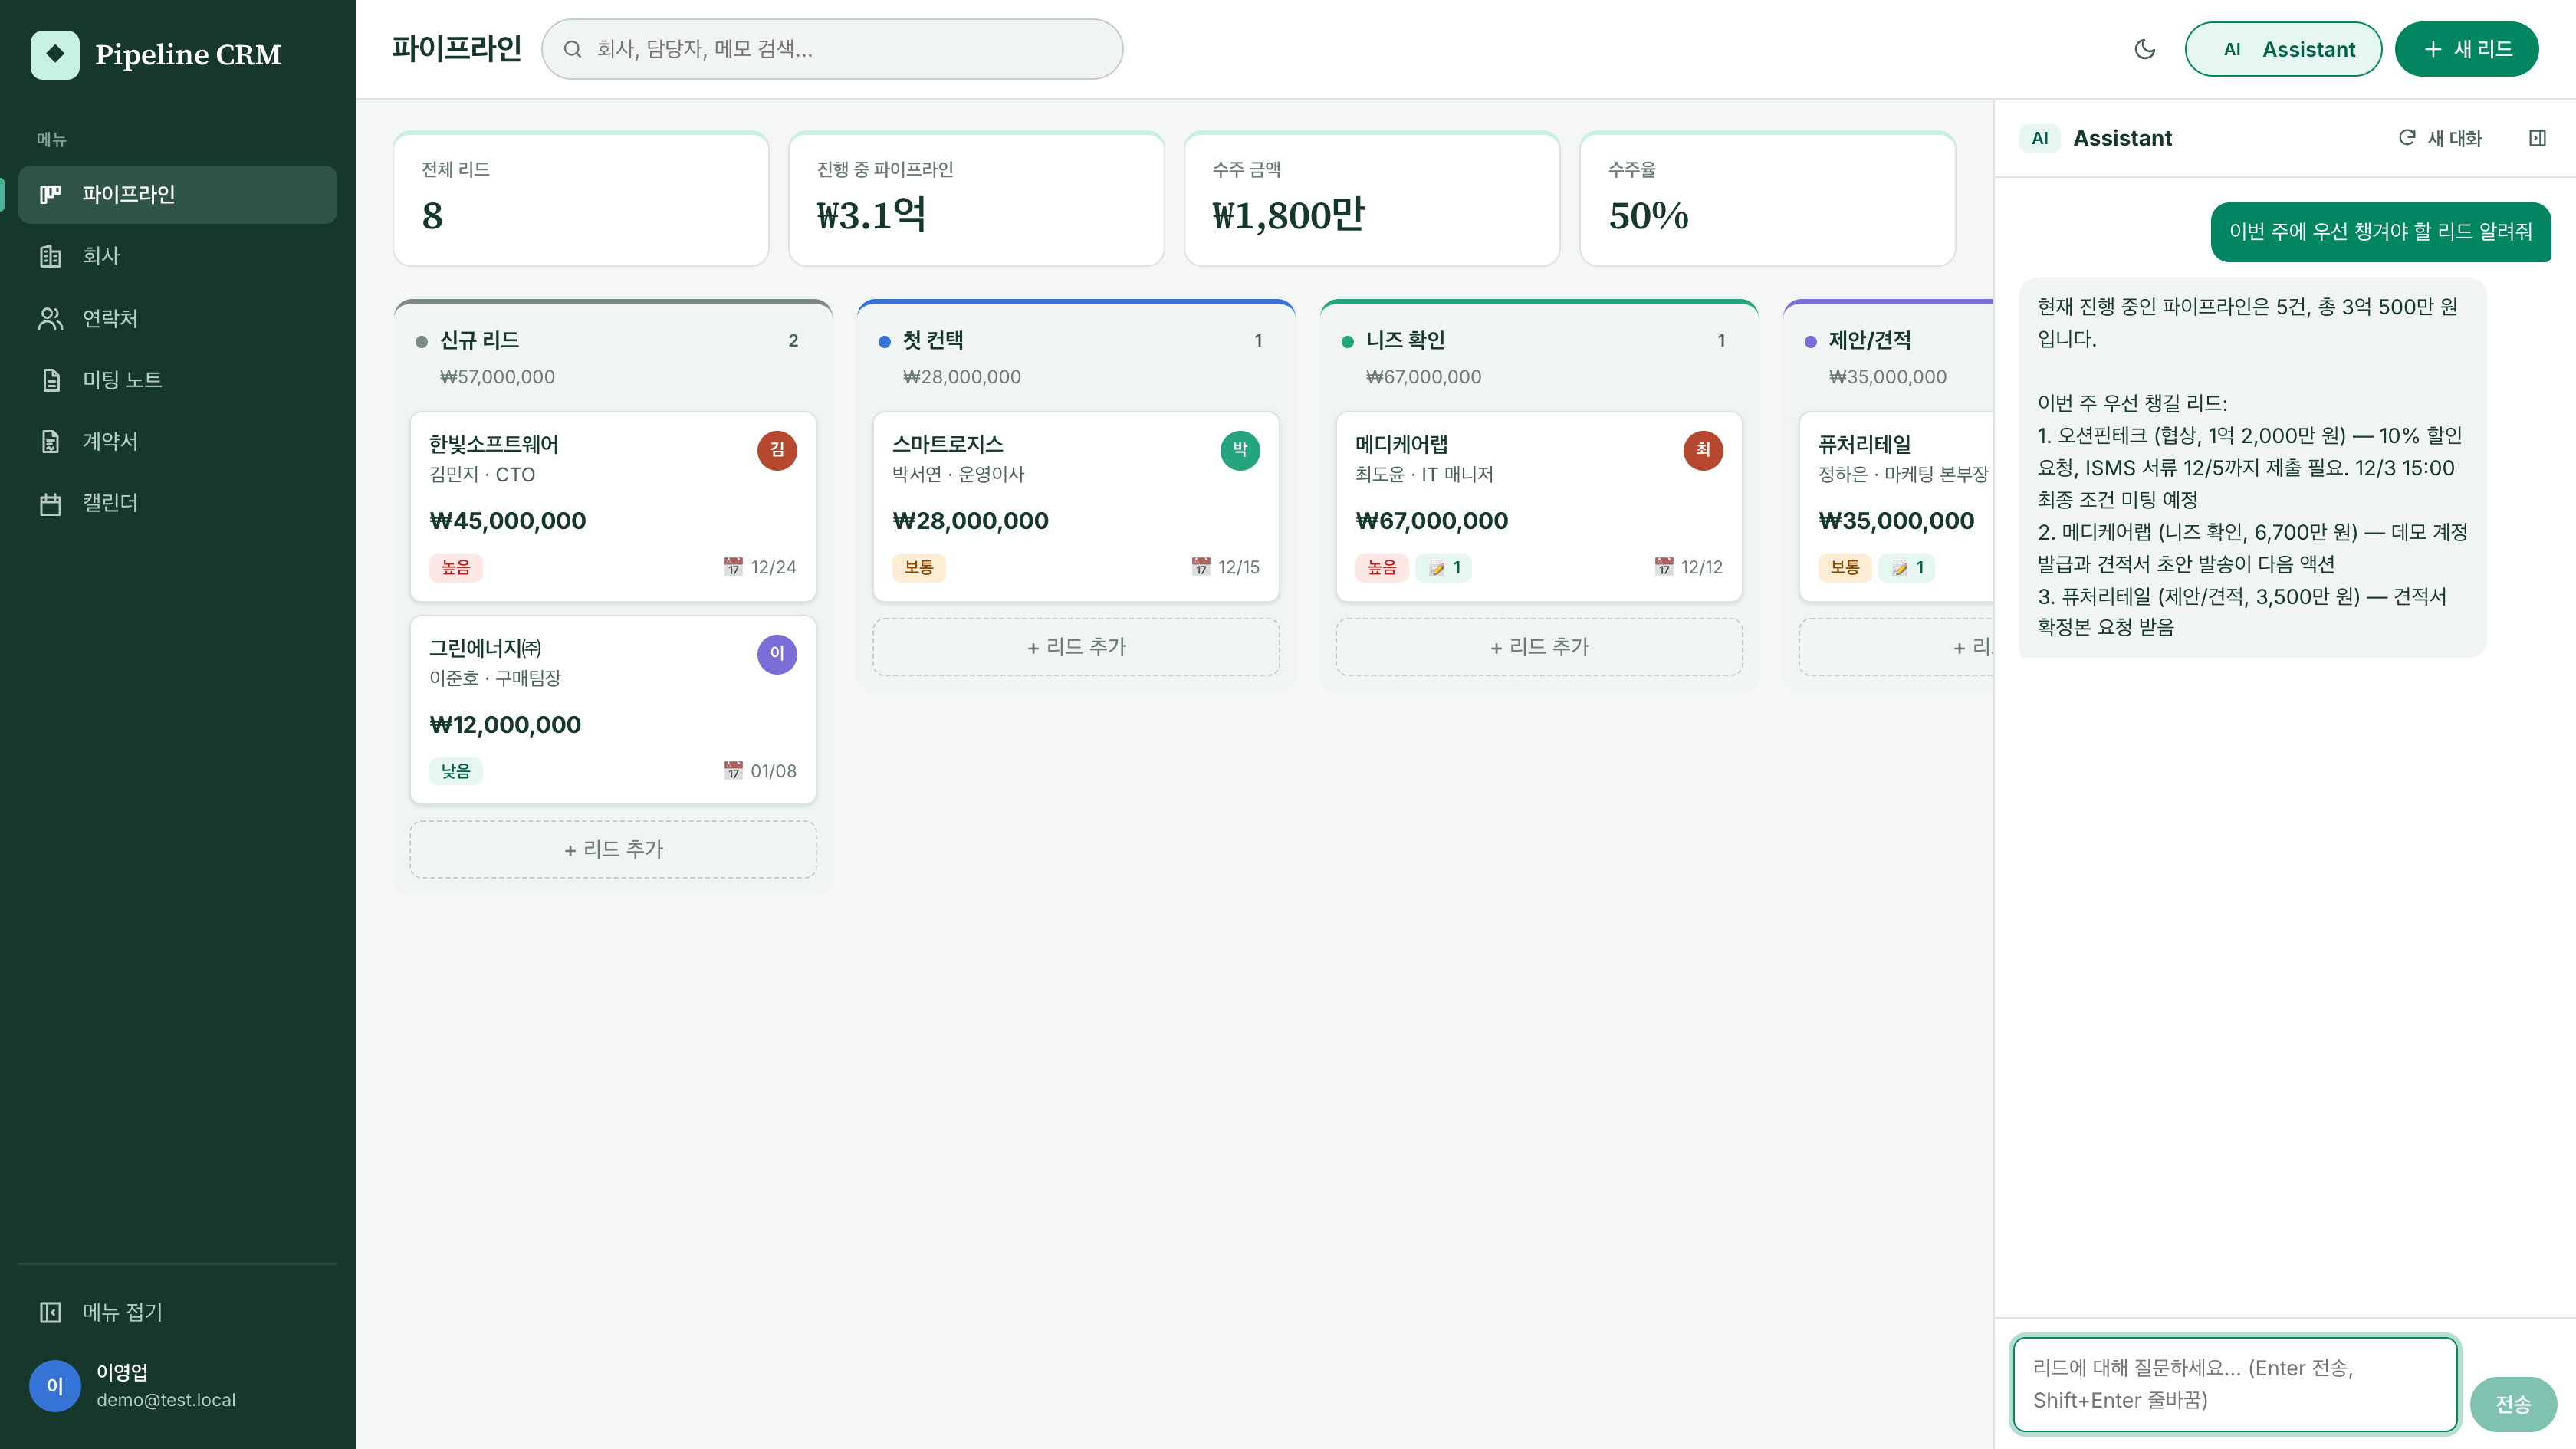 Pipeline CRM
메뉴
파이프라인
회사
연락처
미팅 노트
계약서
캘린더
메뉴 접기
이
이영업
demo@test.local
파이프라인
회사, 담당자, 메모 검색...
AI Assistant
+ 새 리드
전체 리드
8
진행 중 파이프라인
₩3.1억
수주 금액
₩1,800만
수주율
50%
신규 리드 2
₩57,000,000
한빛소프트웨어
김
김민지 · CTO
₩45,000,000
높음
17 12/24
그린에너지㈜
이
이준호 · 구매팀장
₩12,000,000
낮음
17 01/08
+ 리드 추가
첫 컨택 1
₩28,000,000
스마트로지스
박
박서연 · 운영이사
₩28,000,000
보통
17 12/15
+ 리드 추가
니즈 확인 1
₩67,000,000
메디케어랩
최
최도윤 · IT 매니저
₩67,000,000
높음 1
17 12/12
+ 리드 추가
제안/견적
₩35,000,000
퓨처리테일
정하은 · 마케팅 본부장
₩35,000,000
보통 1
+ 리
AI Assistant
새 대화
이번 주에 우선 챙겨야 할 리드 알려줘
현재 진행 중인 파이프라인은 5건, 총 3억 500만 원
입니다.
이번 주 우선 챙길 리드:
1. 오션핀테크 (협상, 1억 2,000만 원) — 10% 할인
요청, ISMS 서류 12/5까지 제출 필요. 12/3 15:00
최종 조건 미팅 예정
2. 메디케어랩 (니즈 확인, 6,700만 원) — 데모 계정
발급과 견적서 초안 발송이 다음 액션
3. 퓨처리테일 (제안/견적, 3,500만 원) — 견적서
확정본 요청 받음
리드에 대해 질문하세요... (Enter 전송,
Shift+Enter 줄바꿈)
전송